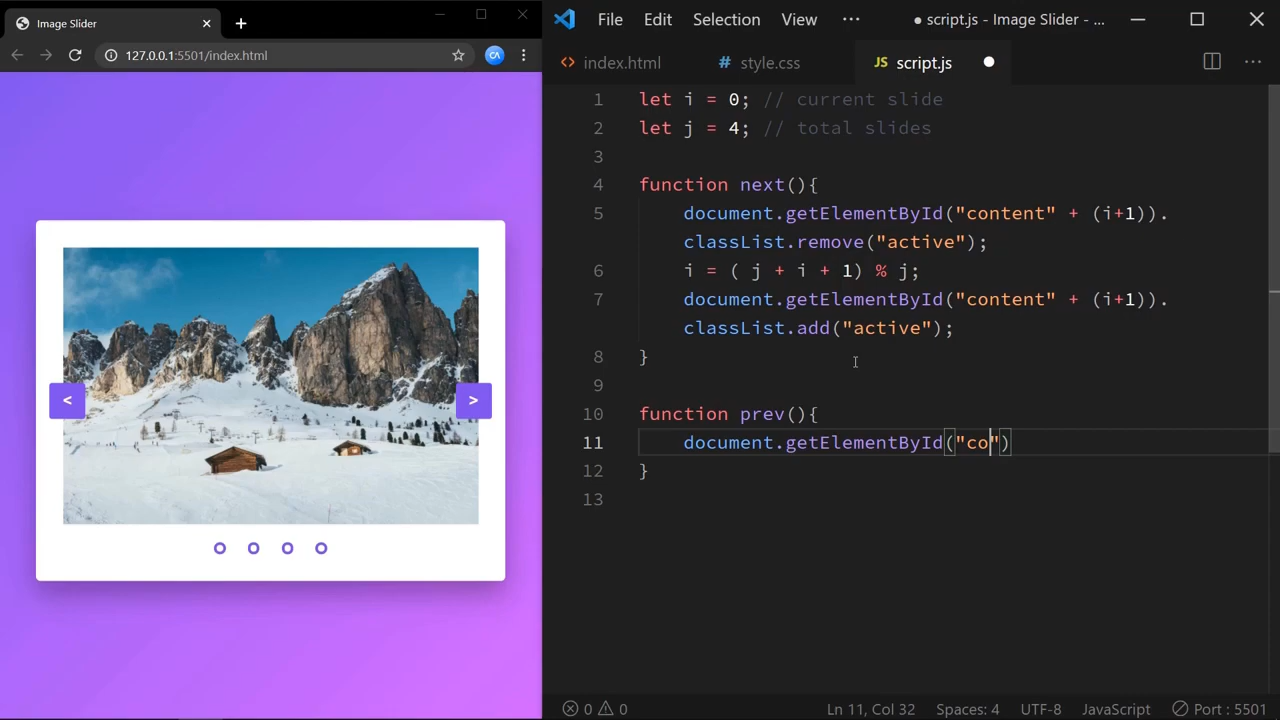 Image Slider
127.0.0.1:5501/index.html
CA
<
>
File Edit Selection View ···
● script.js - Image Slider - ...
<> index.html
# style.css
JS script.js ●
1 let i = 0; // current slide
2 let j = 4; // total slides
3
4 function next(){
5 document.getElementById("content" + (i+1)).
classList.remove("active");
6 i = ( j + i + 1) % j;
7 document.getElementById("content" + (i+1)).
classList.add("active");
8 }
9
10 function prev(){
11 document.getElementById("co")
12 }
13
0 0
Ln 11, Col 32 Spaces: 4 UTF-8 JavaScript Port : 5501